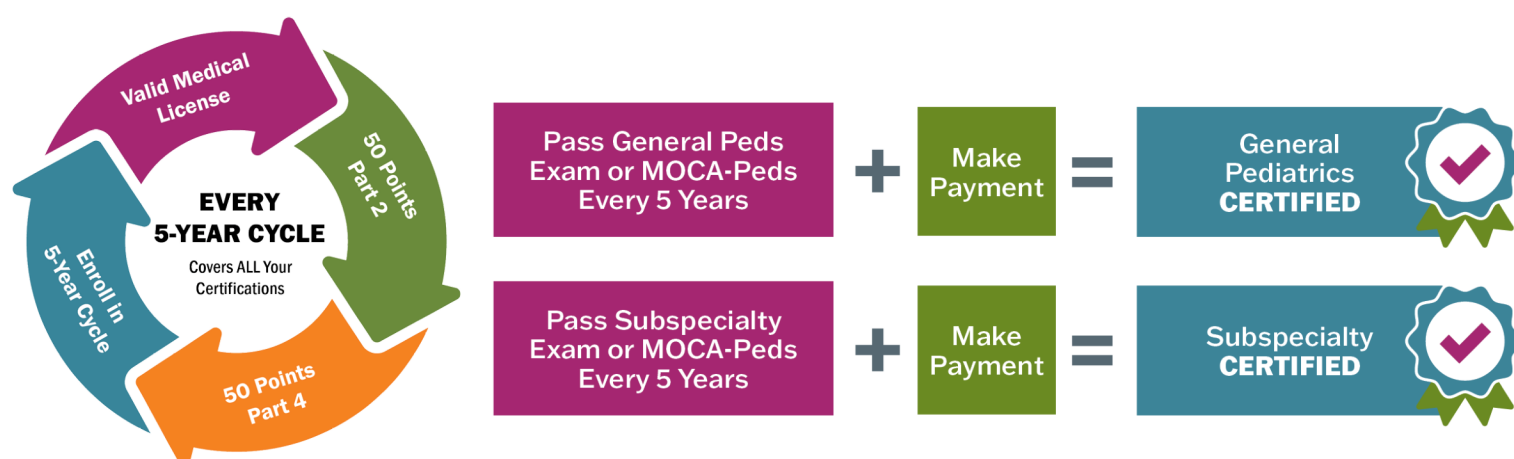 Valid Medical
License
50 Points
Part 2
50 Points
Part 4
Enroll in
5-Year Cycle
EVERY
5-YEAR CYCLE
Covers ALL Your
Certifications
Pass General Peds
Exam or MOCA-Peds
Every 5 Years
+
Make
Payment
=
General
Pediatrics
CERTIFIED
Pass Subspecialty
Exam or MOCA-Peds
Every 5 Years
+
Make
Payment
=
Subspecialty
CERTIFIED